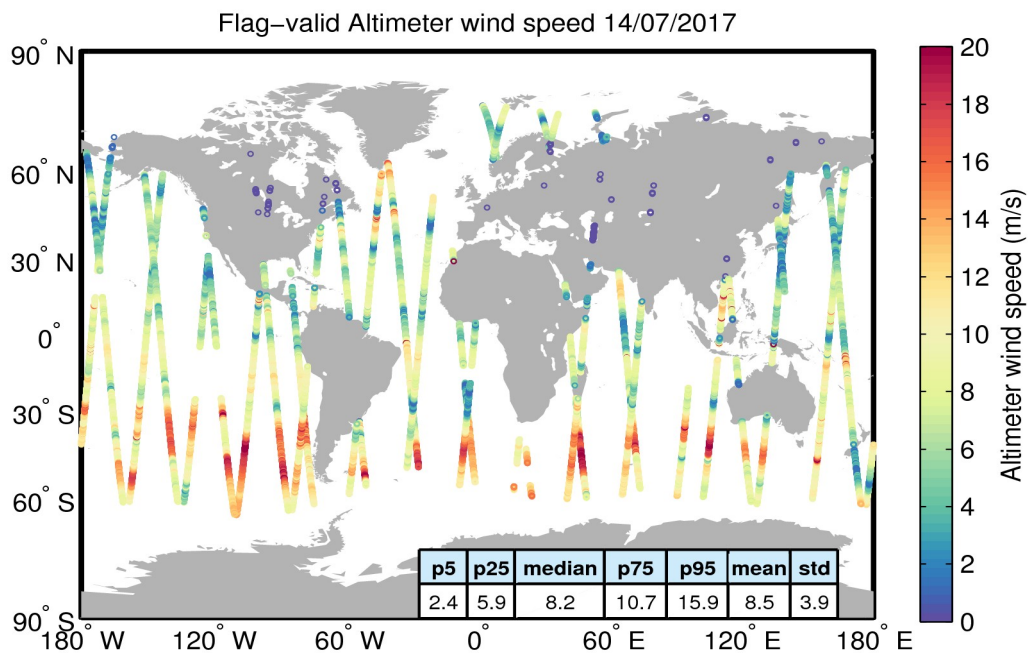 Flag−valid Altimeter wind speed 14/07/2017
90° N
60° N
30° N
0°
30° S
60° S
90° S
180° W
120° W
60° W
0°
60° E
120° E
180° E
p5 p25 median p75 p95 mean std
2.4 5.9 8.2 10.7 15.9 8.5 3.9
20
18
16
14
12
10
8
6
4
2
0
Altimeter wind speed (m/s)